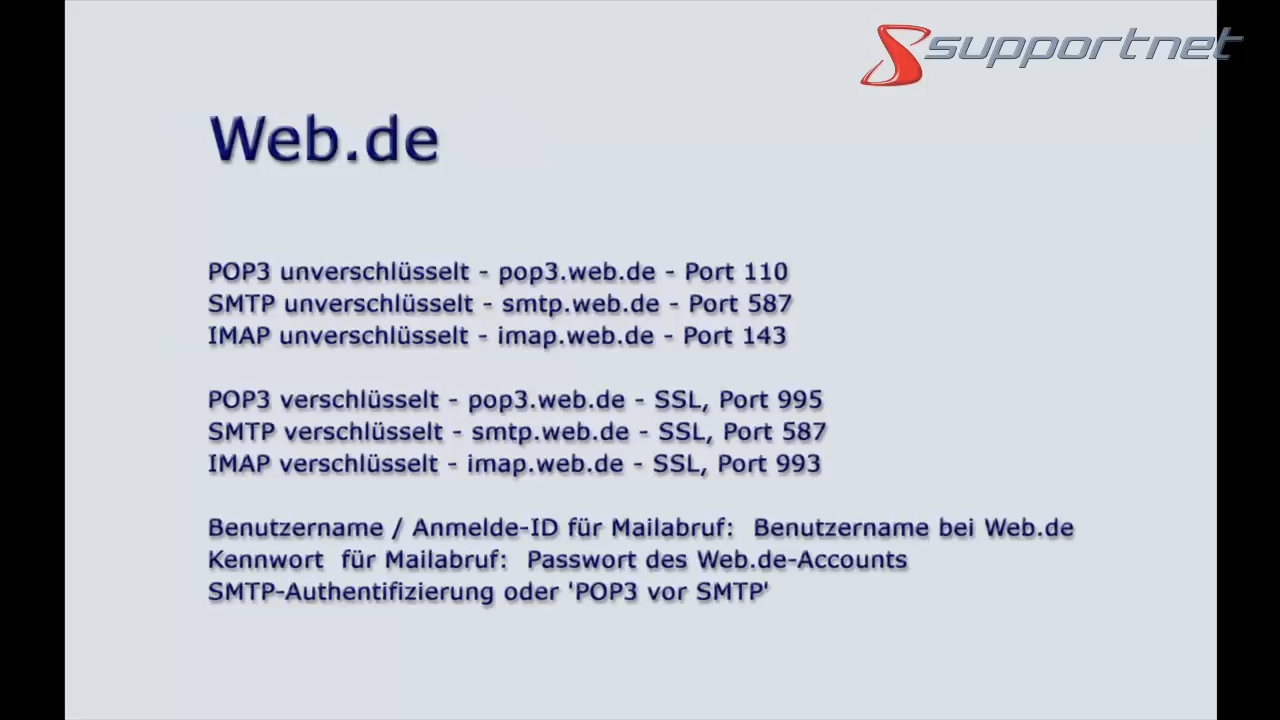 supportnet
Web.de
POP3 unverschlüsselt - pop3.web.de - Port 110
SMTP unverschlüsselt - smtp.web.de - Port 587
IMAP unverschlüsselt - imap.web.de - Port 143
POP3 verschlüsselt - pop3.web.de - SSL, Port 995
SMTP verschlüsselt - smtp.web.de - SSL, Port 587
IMAP verschlüsselt - imap.web.de - SSL, Port 993
Benutzername / Anmelde-ID für Mailabruf:  Benutzername bei Web.de
Kennwort  für Mailabruf:  Passwort des Web.de-Accounts
SMTP-Authentifizierung oder 'POP3 vor SMTP'